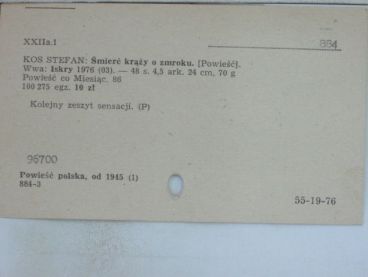 XXIIa.1
884
KOS STEFAN: Śmierć krąży o zmroku. [Powieść].
Wwa: Iskry 1976 (03). — 48 s. 4,5 ark. 24 cm, 70 g
Powieść co Miesiąc. 86
100 275 egz. 10 zł
Kolejny zeszyt sensacji. (P)
96700
Powieść polska, od 1945 (1)
884-3
55-19-76